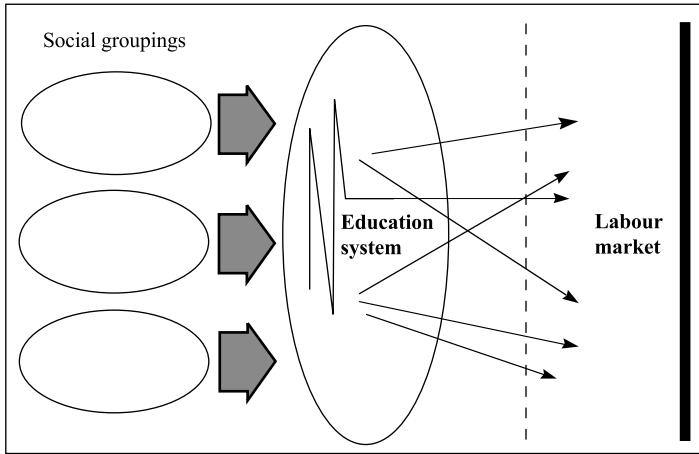 Social groupings
Education
system
Labour
market